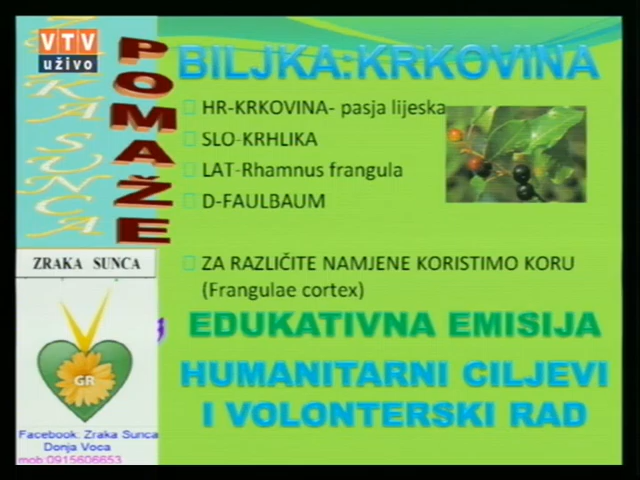 VTV
uživo
ZRAKA SUNCA
POMAŽE
BILJKA:KRKOVINA
HR-KRKOVINA- pasja lijeska
SLO-KRHLIKA
LAT-Rhamnus frangula
D-FAULBAUM
ZA RAZLIČITE NAMJENE KORISTIMO KORU
(Frangulae cortex)
EDUKATIVNA EMISIJA
HUMANITARNI CILJEVI
I VOLONTERSKI RAD
ZRAKA SUNCA
GR
Facebook: Zraka Sunca
Donja Voca
mob:0915606653